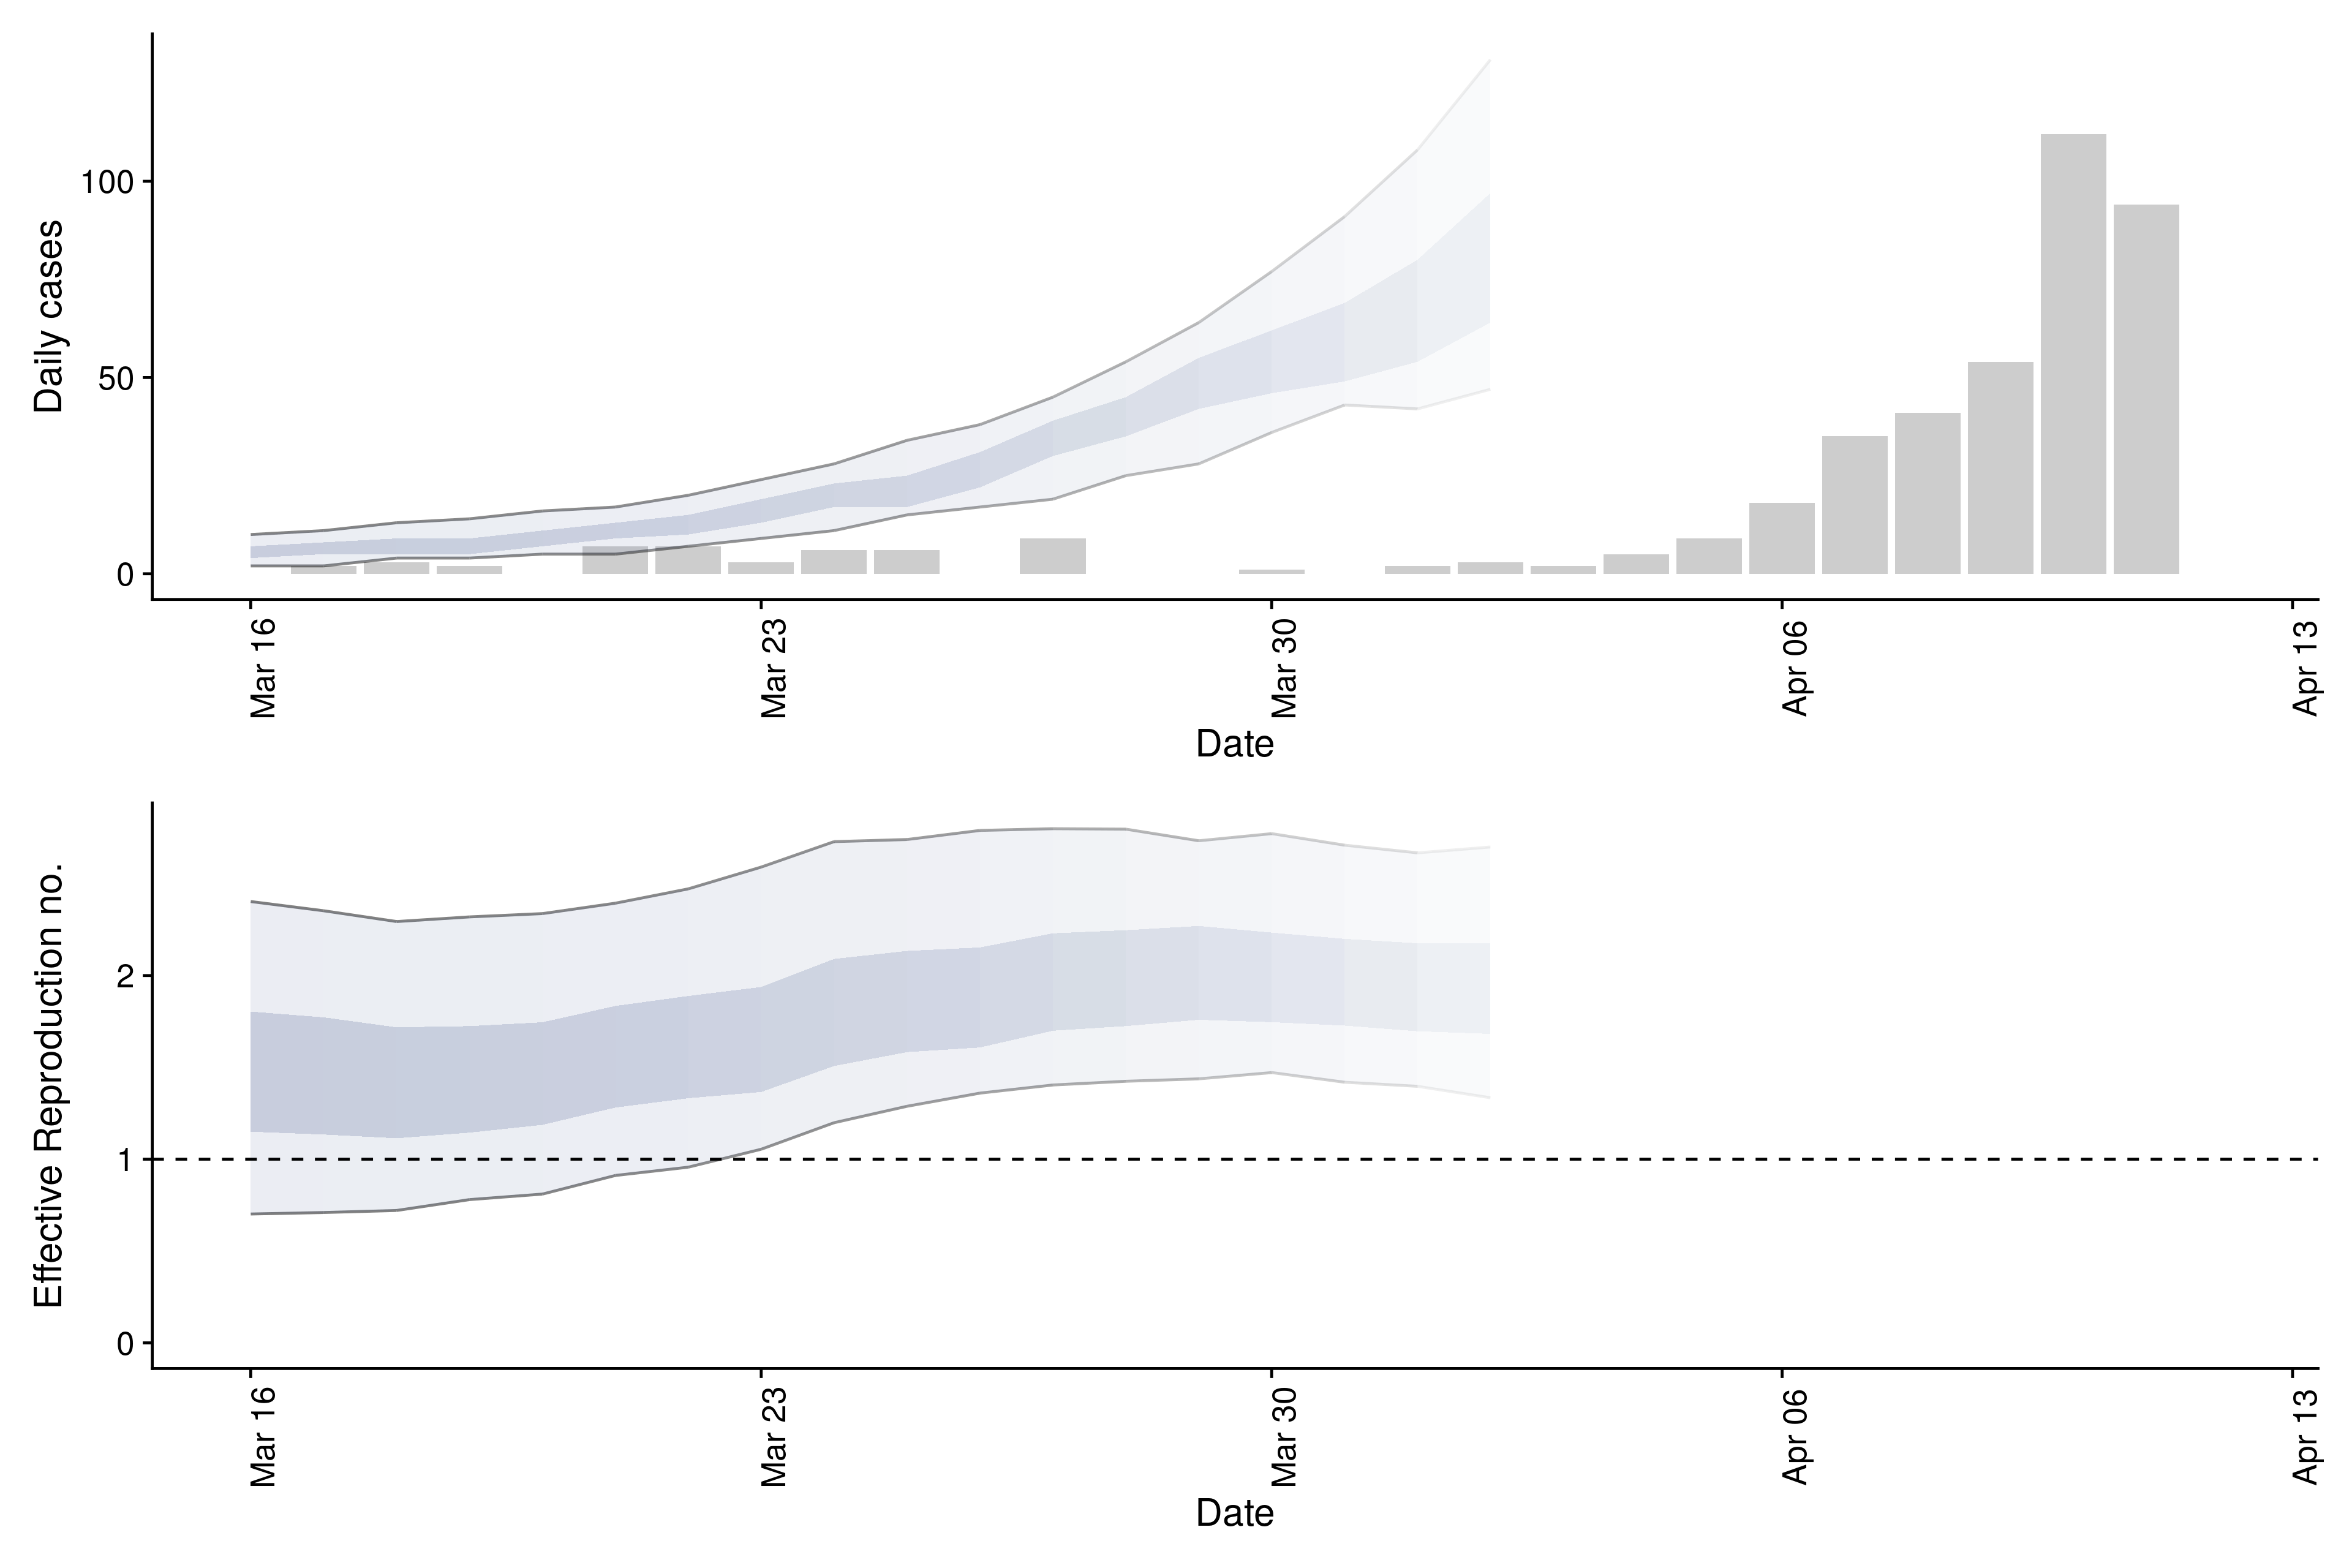 Daily cases
100
50
0
Mar 16
Mar 23
Mar 30
Apr 06
Apr 13
Date
Effective Reproduction no.
2
1
0
Mar 16
Mar 23
Mar 30
Apr 06
Apr 13
Date